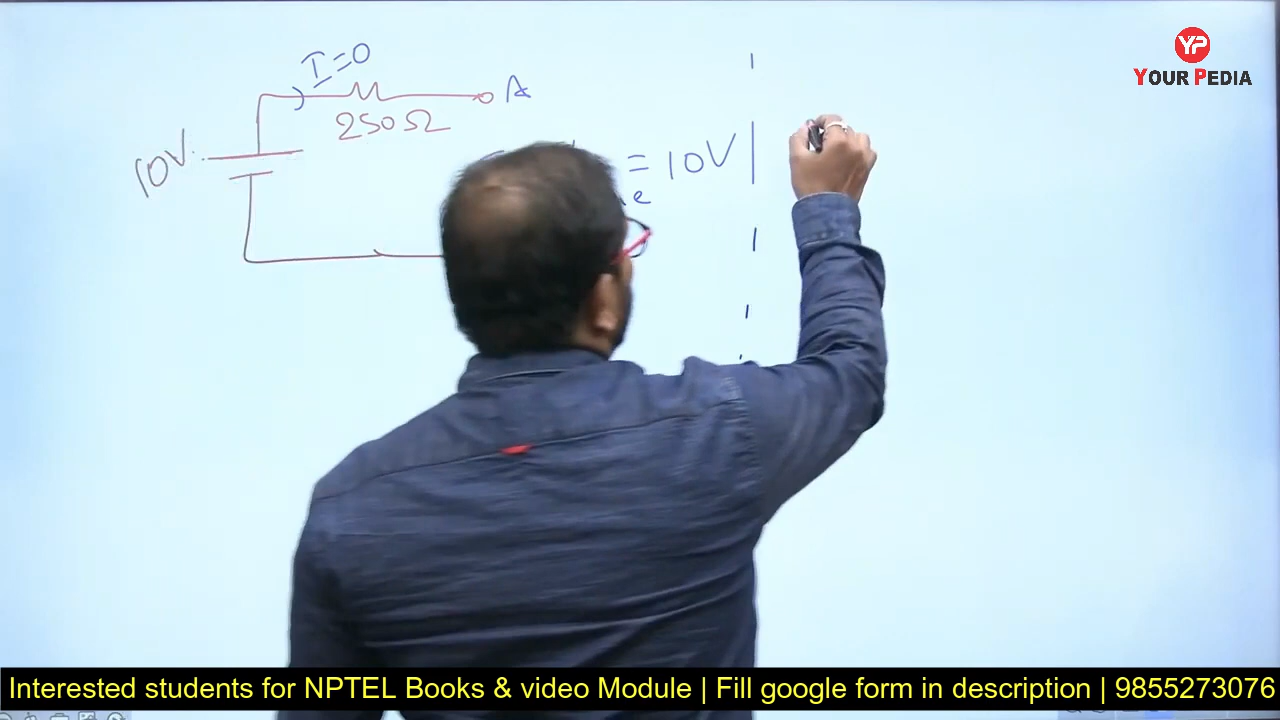 YP
YOUR PEDIA
I=0
A
250Ω
10V
= 10V
Interested students for NPTEL Books & video Module | Fill google form in description | 9855273076